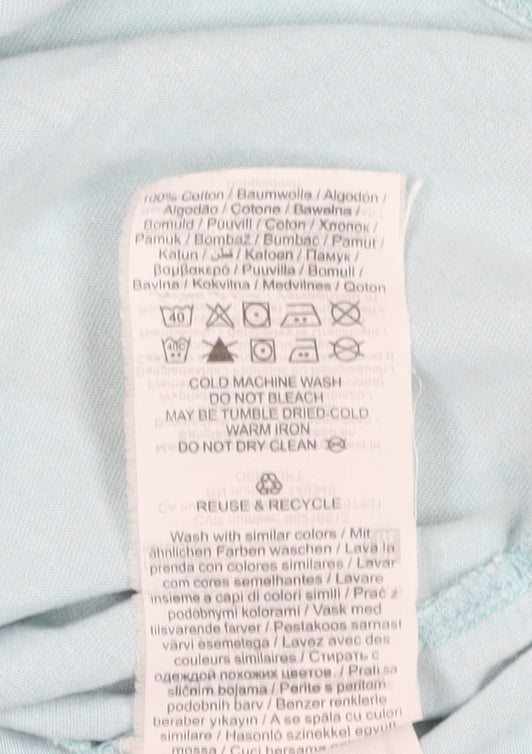 100% Cotton / Baumwolle / Algodón /
Algodão / Cotone / Bawełna /
Bomuld / Puuvill / Coton / Хлопок /
Pamuk / Bombaž / Bumbac / Pamut /
Katun / قطن / Katoen / Памук /
Βαμβακερό / Puuvilla / Bomull /
Bavlna / Kokvilna / Medvilnės / Qoton
40
40C
COLD MACHINE WASH
DO NOT BLEACH
MAY BE TUMBLE DRIED-COLD
WARM IRON
DO NOT DRY CLEAN
REUSE & RECYCLE
Wash with similar colors / Mit
ähnlichen Farben waschen / Lava la
prenda con colores similares / Lavar
com cores semelhantes / Lavare
insieme a capi di colori simili / Prać z
podobnymi kolorami / Vask med
tilsvarende farver / Pestakoos sarnast
värvi esemetega / Lavez avec des
couleurs similaires / Стирать с
одеждой похожих цветов / Prati sa
sličnim bojama / Perite s perilom
podobnih barv / Benzer renklerle
beraber yıkayın / A se spăla cu culori
similare / Hasonló színekkel együtt
mossa / Cuci bersama